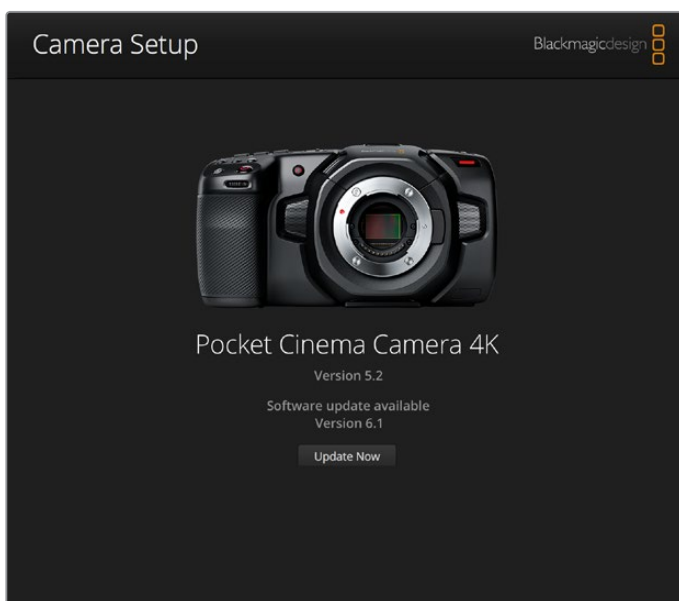 Camera Setup
Blackmagicdesign
Pocket Cinema Camera 4K
Version 5.2
Software update available
Version 6.1
Update Now